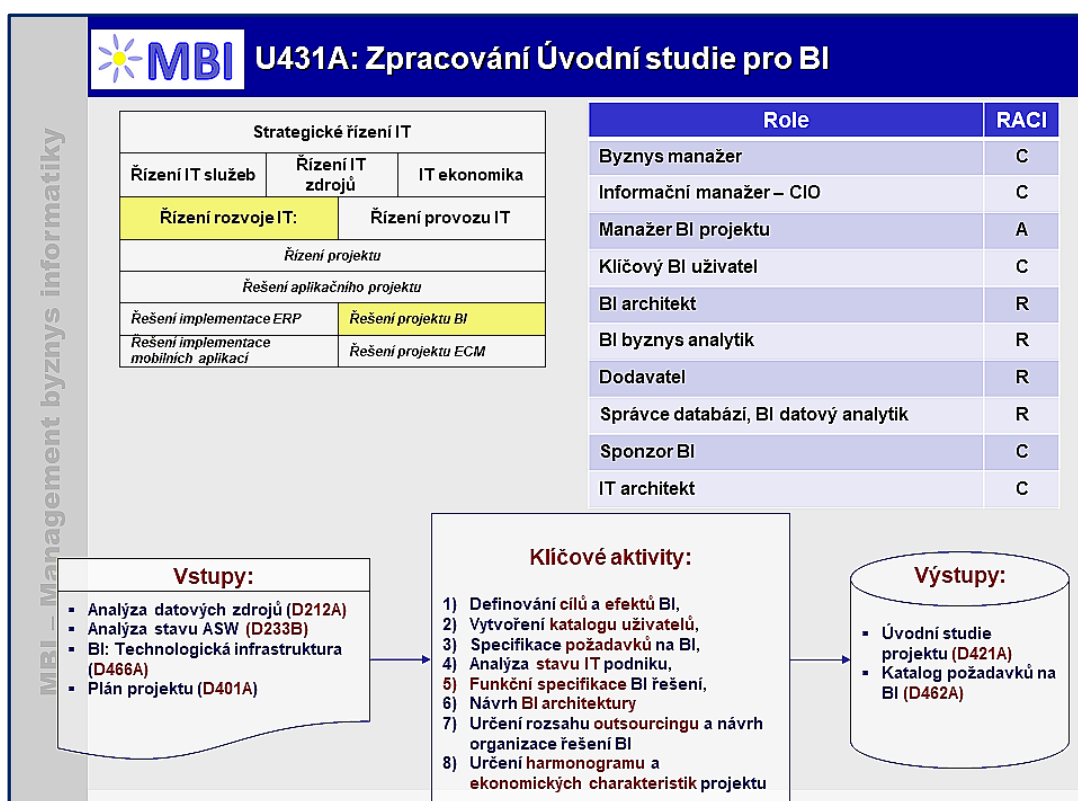 MBI
U431A: Zpracování Úvodní studie pro BI
MBI – Management byznys informatiky
Strategické řízení IT
Řízení IT služeb
Řízení IT
zdrojů
IT ekonomika
Řízení rozvoje IT:
Řízení provozu IT
Řízení projektu
Řešení aplikačního projektu
Řešení implementace ERP
Řešení projektu BI
Řešení implementace
mobilních aplikací
Řešení projektu ECM
Role RACI
Byznys manažer C
Informační manažer – CIO C
Manažer BI projektu A
Klíčový BI uživatel C
BI architekt R
BI byznys analytik R
Dodavatel R
Správce databází, BI datový analytik R
Sponzor BI C
IT architekt C
Vstupy:
▪ Analýza datových zdrojů (D212A)
▪ Analýza stavu ASW (D233B)
▪ BI: Technologická infrastruktura
(D466A)
▪ Plán projektu (D401A)
Klíčové aktivity:
1) Definování cílů a efektů BI,
2) Vytvoření katalogu uživatelů,
3) Specifikace požadavků na BI,
4) Analýza stavu IT podniku,
5) Funkční specifikace BI řešení,
6) Návrh BI architektury
7) Určení rozsahu outsourcingu a návrh
organizace řešení BI
8) Určení harmonogramu a
ekonomických charakteristik projektu
Výstupy:
▪ Úvodní studie
projektu (D421A)
▪ Katalog požadavků na
BI (D462A)